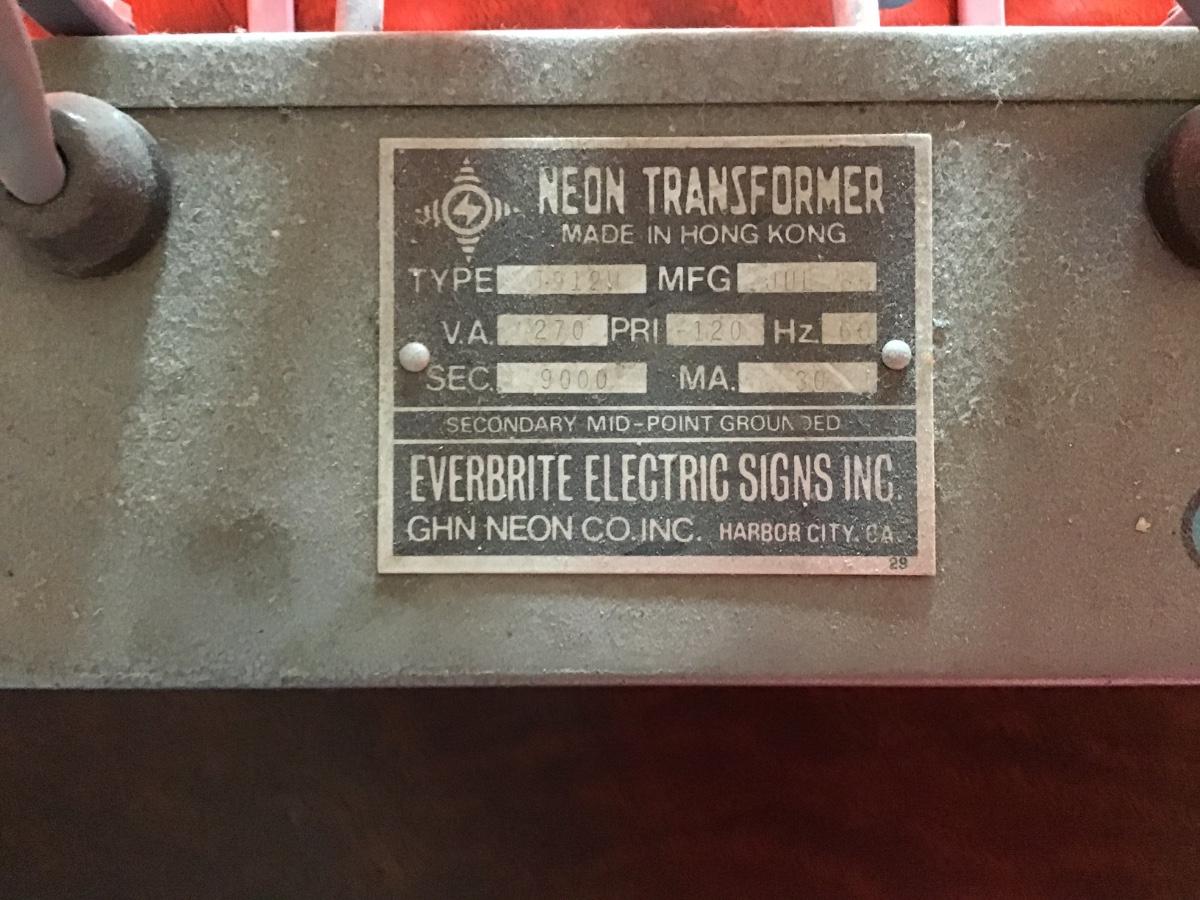 NEON TRANSFORMER
MADE IN HONG KONG
TYPE MFG JUL
V.A. 270 PRI 120 Hz 60
SEC. 9000 MA. 30
SECONDARY MID-POINT GROUNDED
EVERBRITE ELECTRIC SIGNS INC.
GHN NEON CO. INC. HARBOR CITY. CA.
29